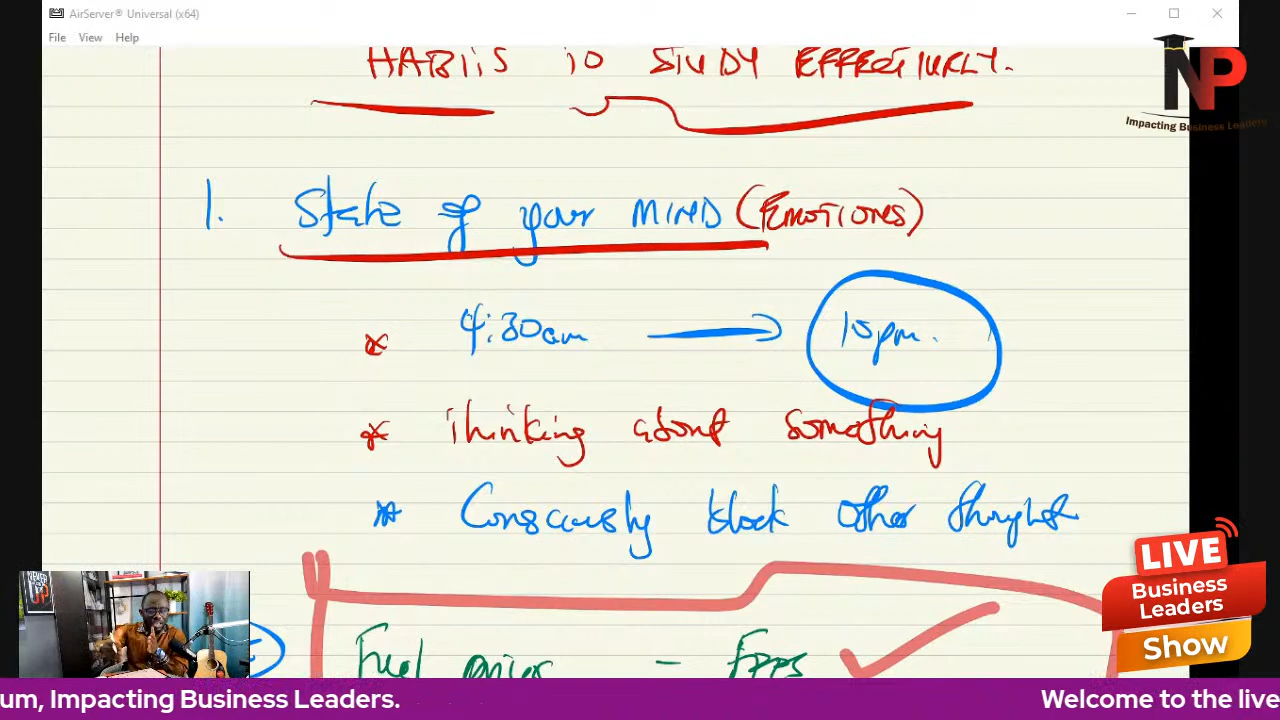 AirServer® Universal (x64)
File View Help
HABITS TO STUDY EFFECTIVELY.
NP
Impacting Business Leaders
1. State of your MIND (EMOTIONS)
* 4:30am → 10pm.
* Thinking about something
* Consciously block other thoughts
Fuel prices -
LIVE
Business
Leaders
Show
um, Impacting Business Leaders.
Welcome to the live